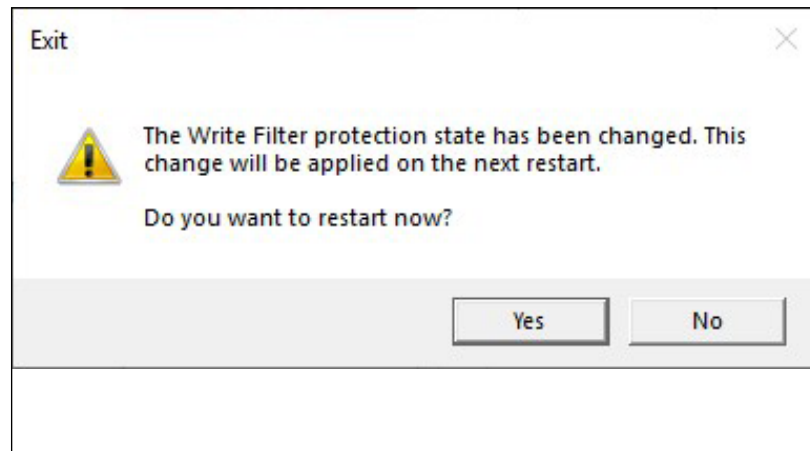 Exit
The Write Filter protection state has been changed. This
change will be applied on the next restart.
Do you want to restart now?
Yes
No